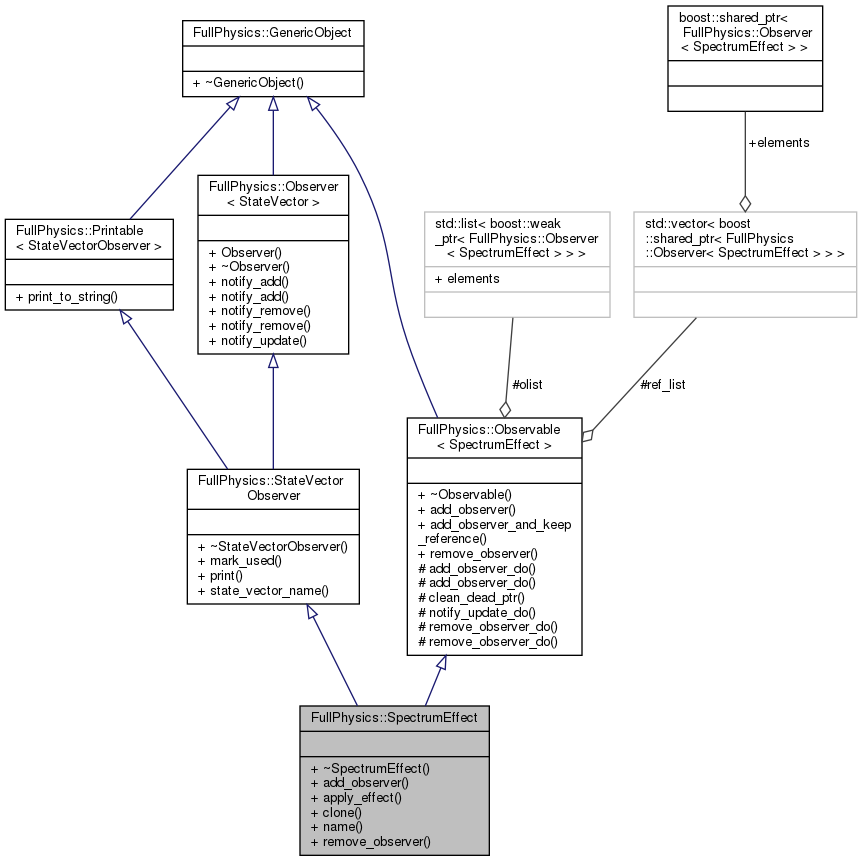 FullPhysics::GenericObject
+ ~GenericObject()
boost::shared_ptr<
FullPhysics::Observer
< SpectrumEffect > >
+elements
FullPhysics::Printable
< StateVectorObserver >
+ print_to_string()
FullPhysics::Observer
< StateVector >
+ Observer()
+ ~Observer()
+ notify_add()
+ notify_add()
+ notify_remove()
+ notify_remove()
+ notify_update()
std::list< boost::weak
_ptr< FullPhysics::Observer
< SpectrumEffect > > >
+ elements
std::vector< boost
::shared_ptr< FullPhysics
::Observer< SpectrumEffect > > >
#olist
#ref_list
FullPhysics::StateVector
Observer
+ ~StateVectorObserver()
+ mark_used()
+ print()
+ state_vector_name()
FullPhysics::Observable
< SpectrumEffect >
+ ~Observable()
+ add_observer()
+ add_observer_and_keep
_reference()
+ remove_observer()
# add_observer_do()
# add_observer_do()
# clean_dead_ptr()
# notify_update_do()
# remove_observer_do()
# remove_observer_do()
FullPhysics::SpectrumEffect
+ ~SpectrumEffect()
+ add_observer()
+ apply_effect()
+ clone()
+ name()
+ remove_observer()